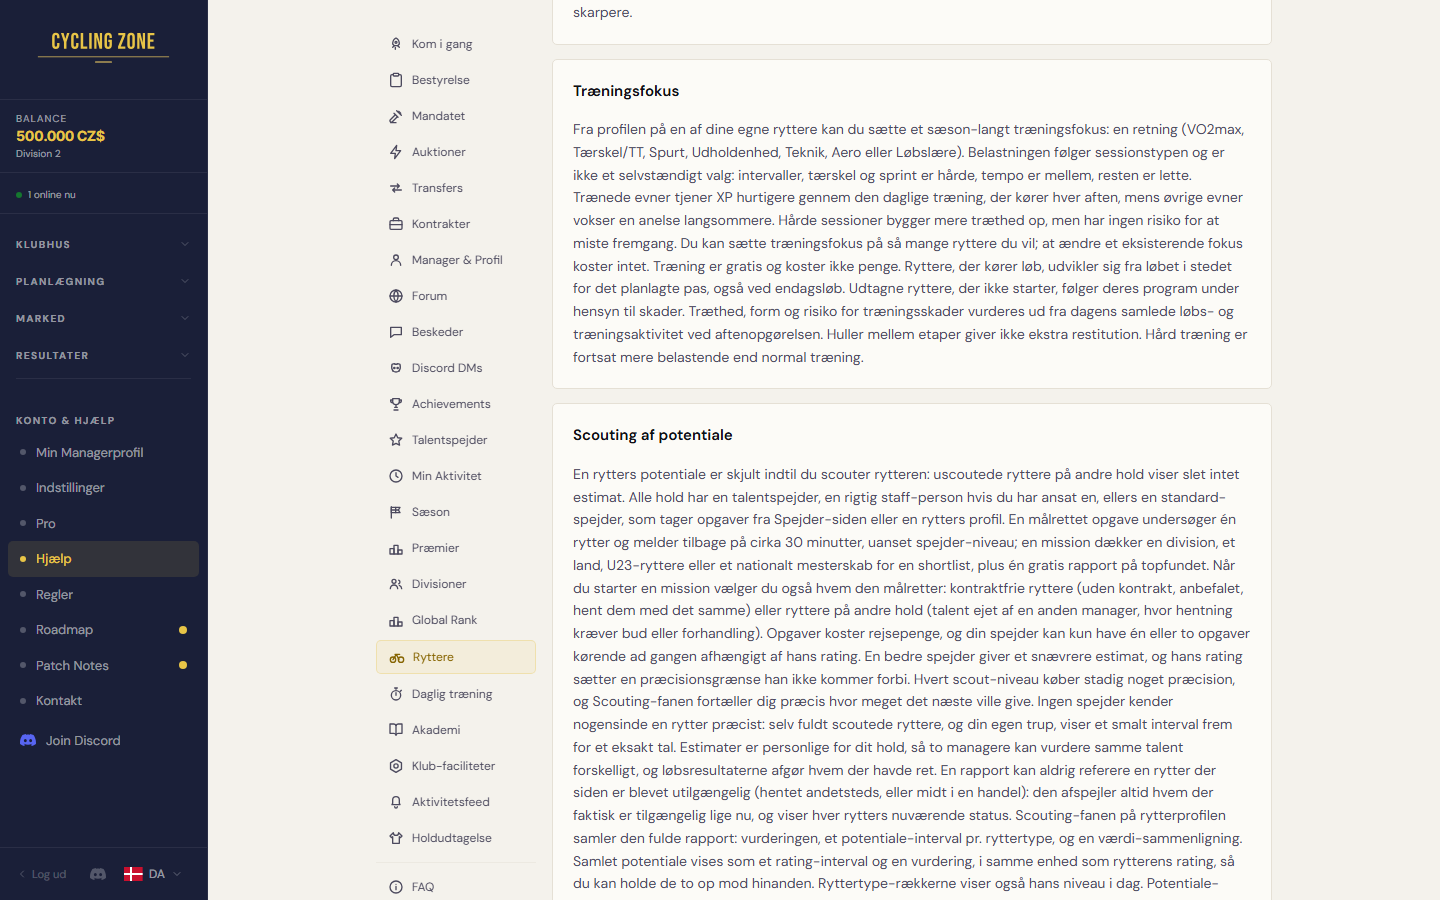 CYCLING ZONE
BALANCE
500.000 CZ$
Division 2
1 online nu
KLUBHUS
PLANLÆGNING
MARKED
RESULTATER
KONTO & HJÆLP
Min Managerprofil
Indstillinger
Pro
Hjælp
Regler
Roadmap
Patch Notes
Kontakt
Join Discord
Log ud
DA
Kom i gang
Bestyrelse
Mandatet
Auktioner
Transfers
Kontrakter
Manager & Profil
Forum
Beskeder
Discord DMs
Achievements
Talentspejder
Min Aktivitet
Sæson
Præmier
Divisioner
Global Rank
Ryttere
Daglig træning
Akademi
Klub-faciliteter
Aktivitetsfeed
Holdudtagelse
FAQ
skarpere.
Træningsfokus
Fra profilen på en af dine egne ryttere kan du sætte et sæson-langt træningsfokus: en retning (VO2max,
Tærskel/TT, Spurt, Udholdenhed, Teknik, Aero eller Løbslære). Belastningen følger sessionstypen og er
ikke et selvstændigt valg: intervaller, tærskel og sprint er hårde, tempo er mellem, resten er lette.
Trænede evner tjener XP hurtigere gennem den daglige træning, der kører hver aften, mens øvrige evner
vokser en anelse langsommere. Hårde sessioner bygger mere træthed op, men har ingen risiko for at
miste fremgang. Du kan sætte træningsfokus på så mange ryttere du vil; at ændre et eksisterende fokus
koster intet. Træning er gratis og koster ikke penge. Ryttere, der kører løb, udvikler sig fra løbet i stedet
for det planlagte pas, også ved endagsløb. Udtagne ryttere, der ikke starter, følger deres program under
hensyn til skader. Træthed, form og risiko for træningsskader vurderes ud fra dagens samlede løbs- og
træningsaktivitet ved aftenopgørelsen. Huller mellem etaper giver ikke ekstra restitution. Hård træning er
fortsat mere belastende end normal træning.
Scouting af potentiale
En rytters potentiale er skjult indtil du scouter rytteren: uscoutede ryttere på andre hold viser slet intet
estimat. Alle hold har en talentspejder, en rigtig staff-person hvis du har ansat en, ellers en standard-
spejder, som tager opgaver fra Spejder-siden eller en rytters profil. En målrettet opgave undersøger én
rytter og melder tilbage på cirka 30 minutter, uanset spejder-niveau; en mission dækker en division, et
land, U23-ryttere eller et nationalt mesterskab for en shortlist, plus én gratis rapport på topfundet. Når
du starter en mission vælger du også hvem den målretter: kontraktfrie ryttere (uden kontrakt, anbefalet,
hent dem med det samme) eller ryttere på andre hold (talent ejet af en anden manager, hvor hentning
kræver bud eller forhandling). Opgaver koster rejsepenge, og din spejder kan kun have én eller to opgaver
kørende ad gangen afhængigt af hans rating. En bedre spejder giver et snævrere estimat, og hans rating
sætter en præcisionsgrænse han ikke kommer forbi. Hvert scout-niveau køber stadig noget præcision,
og Scouting-fanen fortæller dig præcis hvor meget det næste ville give. Ingen spejder kender
nogensinde en rytter præcist: selv fuldt scoutede ryttere, og din egen trup, viser et smalt interval frem
for et eksakt tal. Estimater er personlige for dit hold, så to managere kan vurdere samme talent
forskelligt, og løbsresultaterne afgør hvem der havde ret. En rapport kan aldrig referere en rytter der
siden er blevet utilgængelig (hentet andetsteds, eller midt i en handel): den afspejler altid hvem der
faktisk er tilgængelig lige nu, og viser hver rytters nuværende status. Scouting-fanen på rytterprofilen
samler den fulde rapport: vurderingen, et potentiale-interval pr. ryttertype, og en værdi-sammenligning.
Samlet potentiale vises som et rating-interval og en vurdering, i samme enhed som rytterens rating, så
du kan holde de to op mod hinanden. Ryttertype-rækkerne viser også hans niveau i dag. Potentiale-